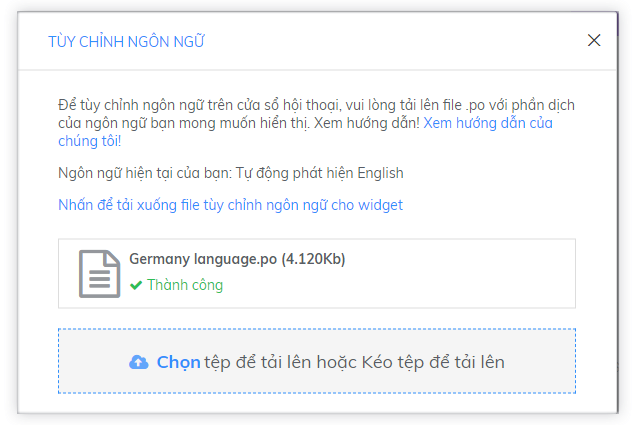 TÙY CHỈNH NGÔN NGỮ
Để tùy chỉnh ngôn ngữ trên cửa sổ hội thoại, vui lòng tải lên file .po với phần dịch
của ngôn ngữ bạn mong muốn hiển thị. Xem hướng dẫn! Xem hướng dẫn của
chúng tôi!
Ngôn ngữ hiện tại của bạn: Tự động phát hiện English
Nhấn để tải xuống file tùy chỉnh ngôn ngữ cho widget
Germany language.po (4.120Kb)
Thành công
Chọn tệp để tải lên hoặc Kéo tệp để tải lên